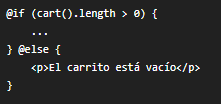 @if (cart().length > 0) {
    ...
} @else {
    <p>El carrito está vacío</p>
}